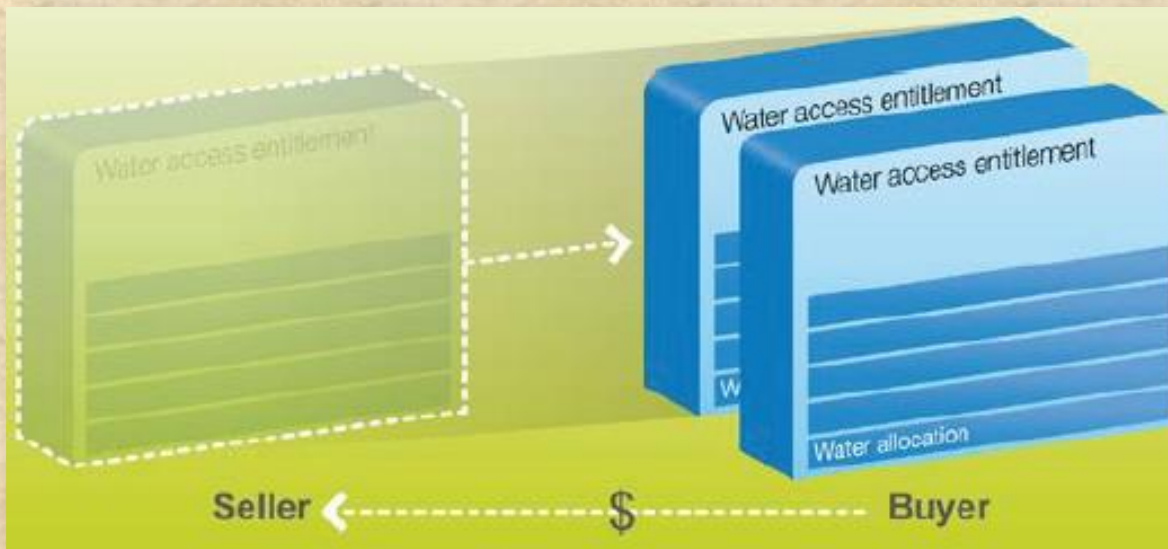 Water access entitlement
Water access entitlement
Water access entitlement
W
Water allocation
Seller
$
Buyer